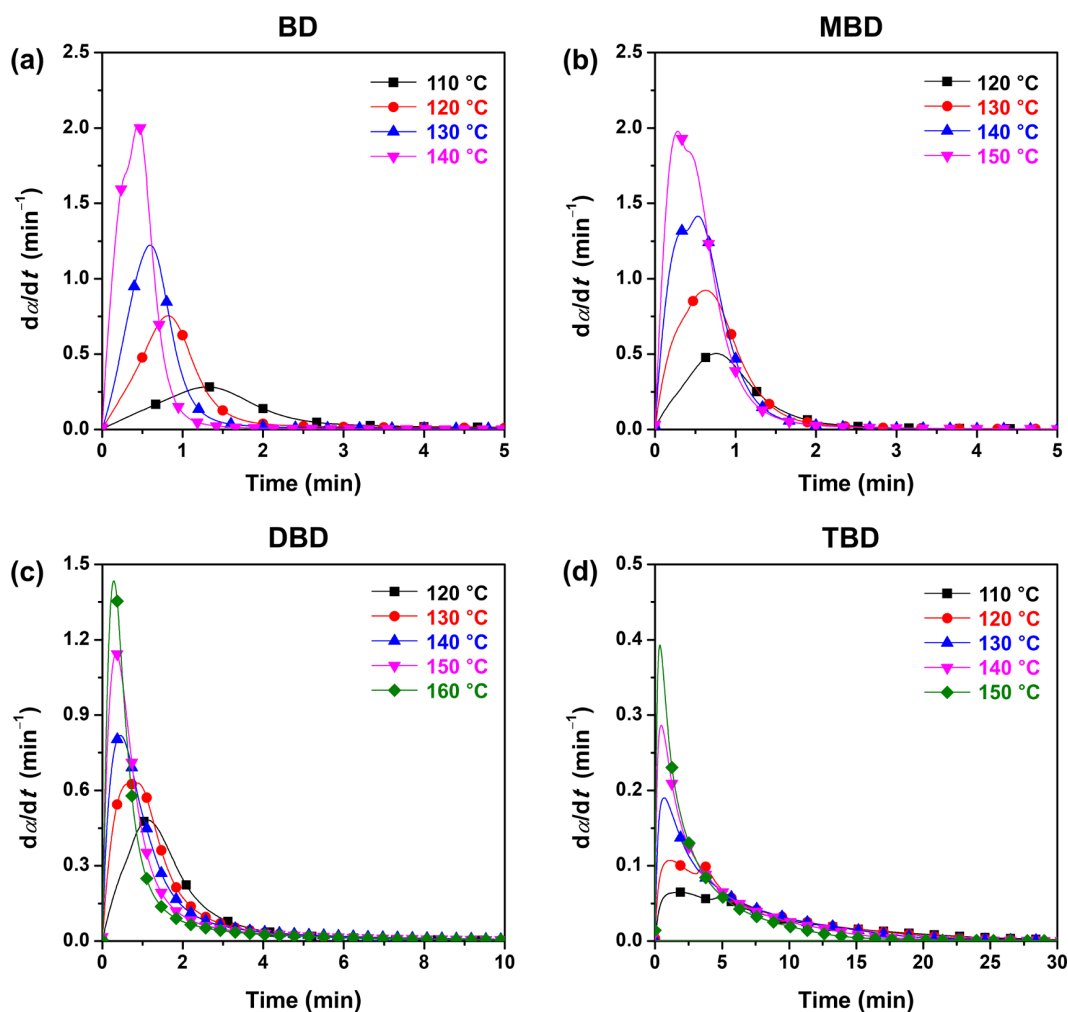 BD
(a)
2.5
2.0
1.5
1.0
0.5
0.0
dα/dt (min⁻¹)
110 °C
120 °C
130 °C
140 °C
0 1 2 3 4 5
Time (min)
MBD
(b)
2.5
2.0
1.5
1.0
0.5
0.0
dα/dt (min⁻¹)
120 °C
130 °C
140 °C
150 °C
0 1 2 3 4 5
Time (min)
DBD
(c)
1.5
1.2
0.9
0.6
0.3
0.0
dα/dt (min⁻¹)
120 °C
130 °C
140 °C
150 °C
160 °C
0 2 4 6 8 10
Time (min)
TBD
(d)
0.5
0.4
0.3
0.2
0.1
0.0
dα/dt (min⁻¹)
110 °C
120 °C
130 °C
140 °C
150 °C
0 5 10 15 20 25 30
Time (min)